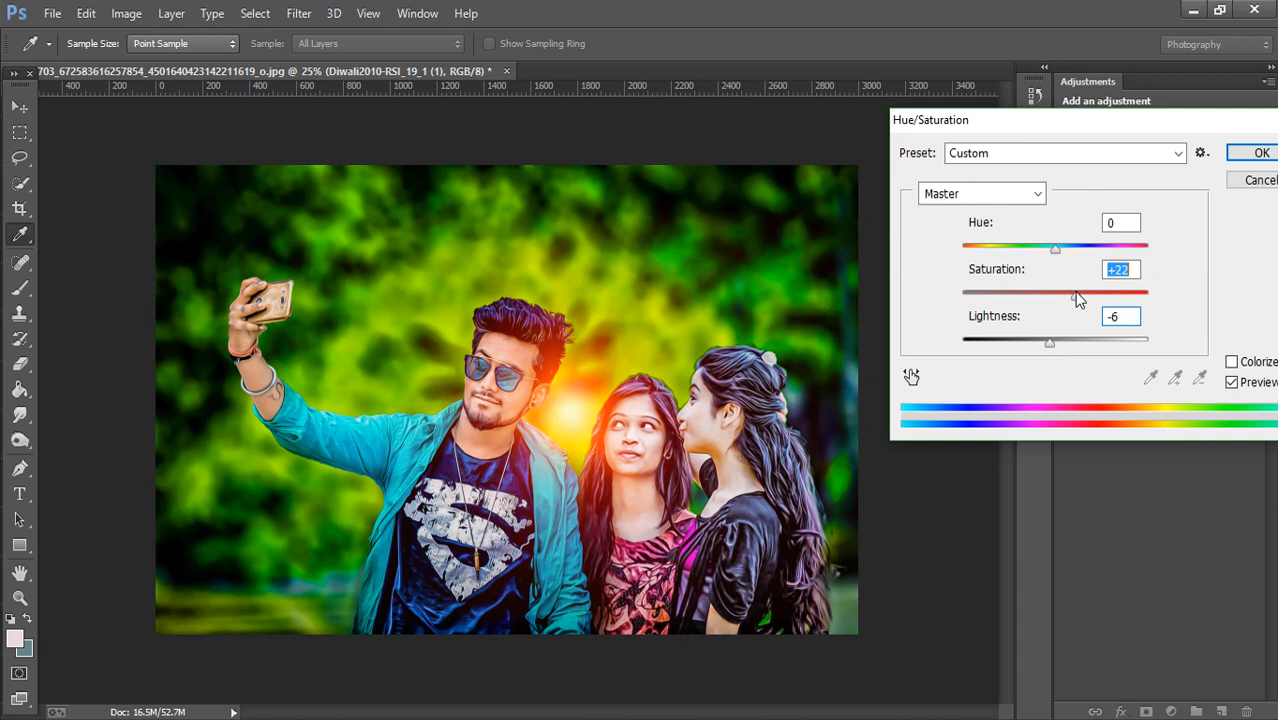 Ps File Edit Image Layer Type Select Filter 3D View Window Help
Sample Size: Point Sample Sample: All Layers Show Sampling Ring Photography
703_672583616257854_4501640423142211619_o.jpg @ 25% (Diwali2010-RSI_19_1 (1), RGB/8) *
400 200 0 200 400 600 800 1000 1200 1400 1600 1800 2000 2200 2400 2600 2800 3000 3200 3400
Adjustments
Add an adjustment
Hue/Saturation
Preset: Custom OK
Cancel
Master
Hue: 0
Saturation: +22
Lightness: -6
Colorize
Preview
T
Doc: 16.5M/52.7M
fx